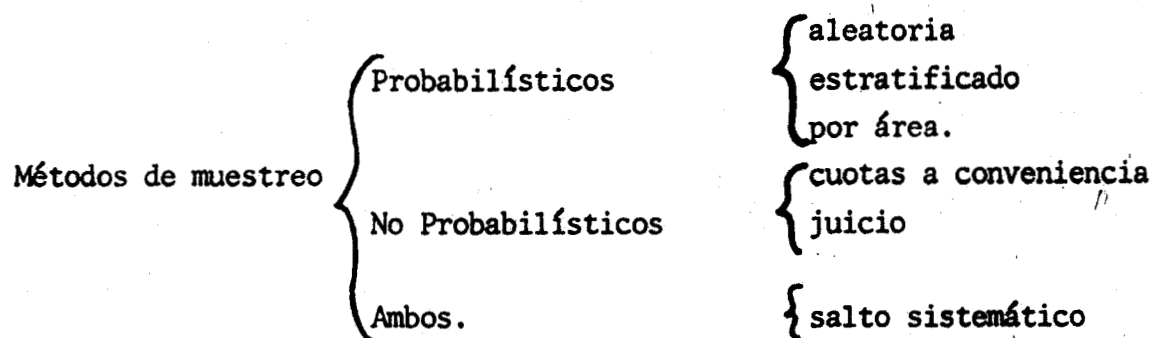 aleatoria
Probabilísticos
estratificado
por área.
Métodos de muestreo
cuotas a conveniencia
No Probabilísticos
juicio
Ambos.
salto sistemático